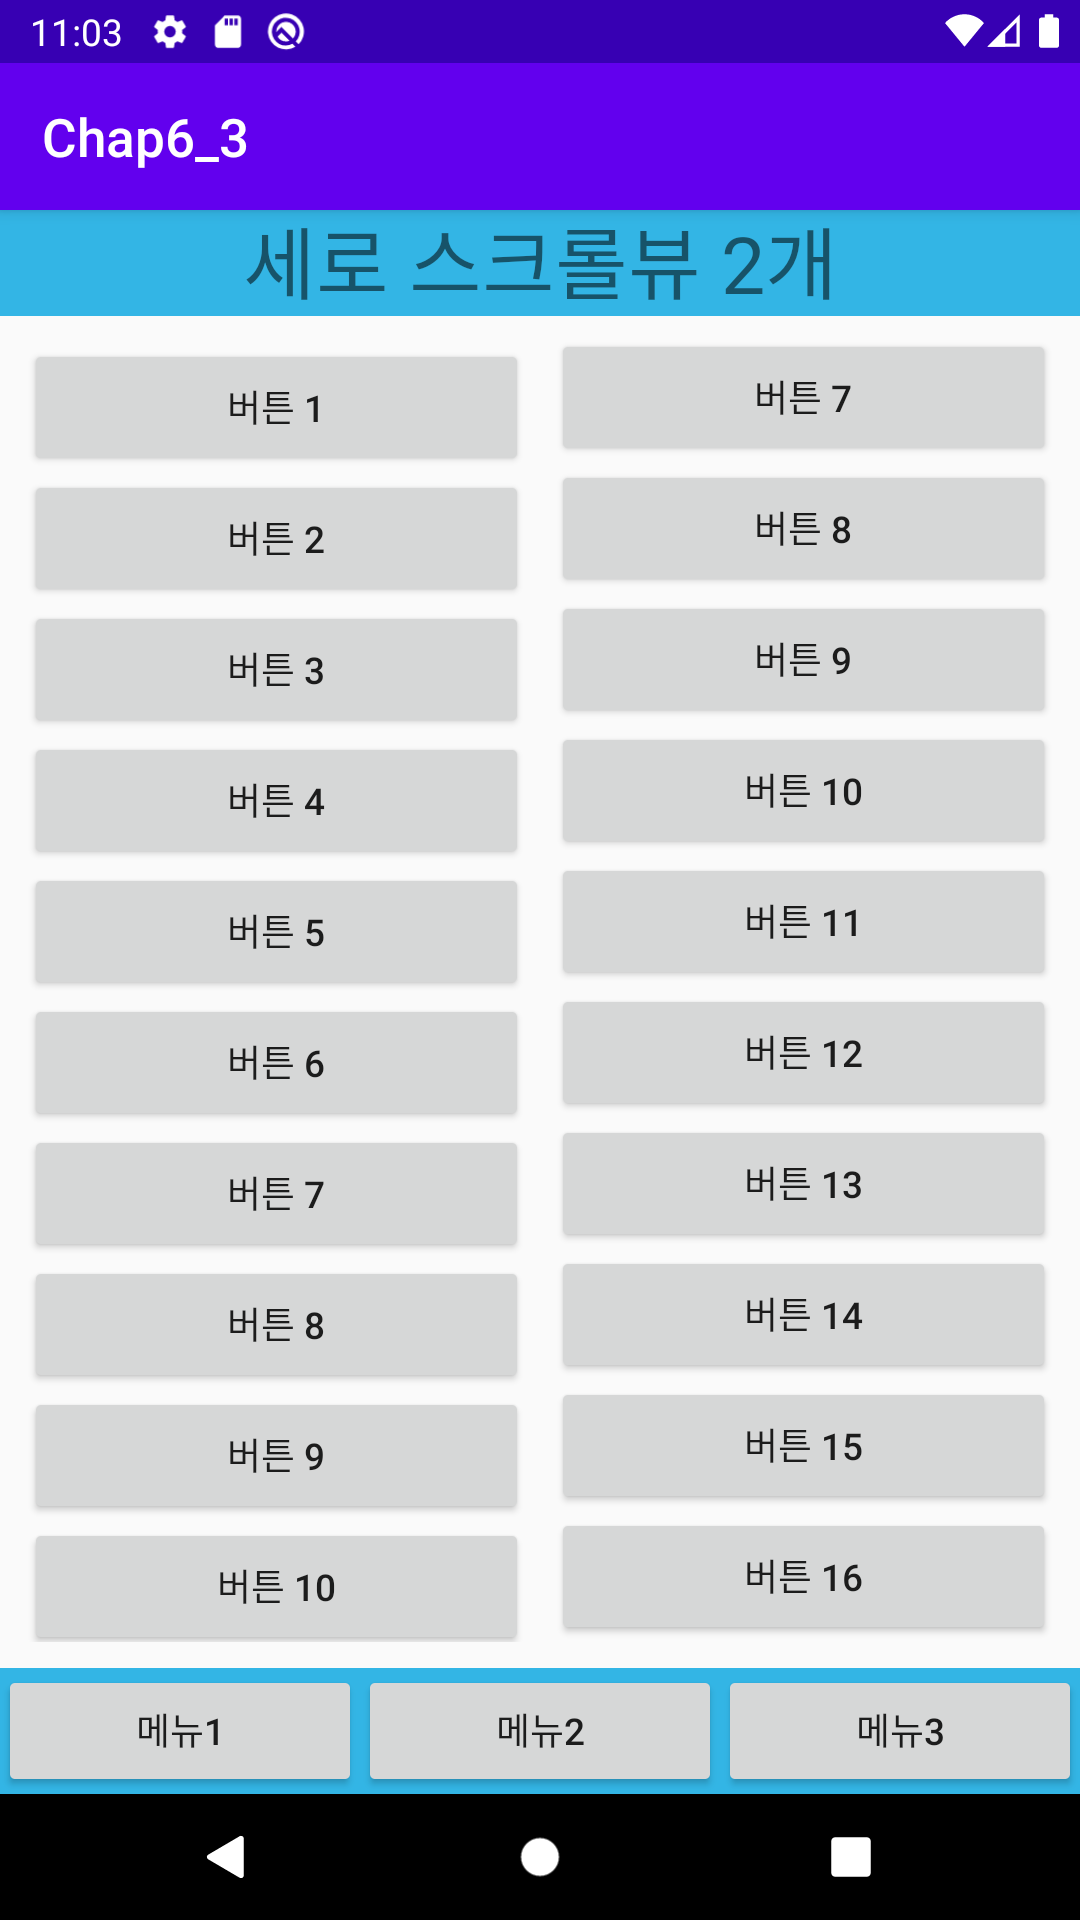 11:03
Chap6_3
세로 스크롤뷰 2개
버튼 1
버튼 2
버튼 3
버튼 4
버튼 5
버튼 6
버튼 7
버튼 8
버튼 9
버튼 10
버튼 7
버튼 8
버튼 9
버튼 10
버튼 11
버튼 12
버튼 13
버튼 14
버튼 15
버튼 16
메뉴1
메뉴2
메뉴3